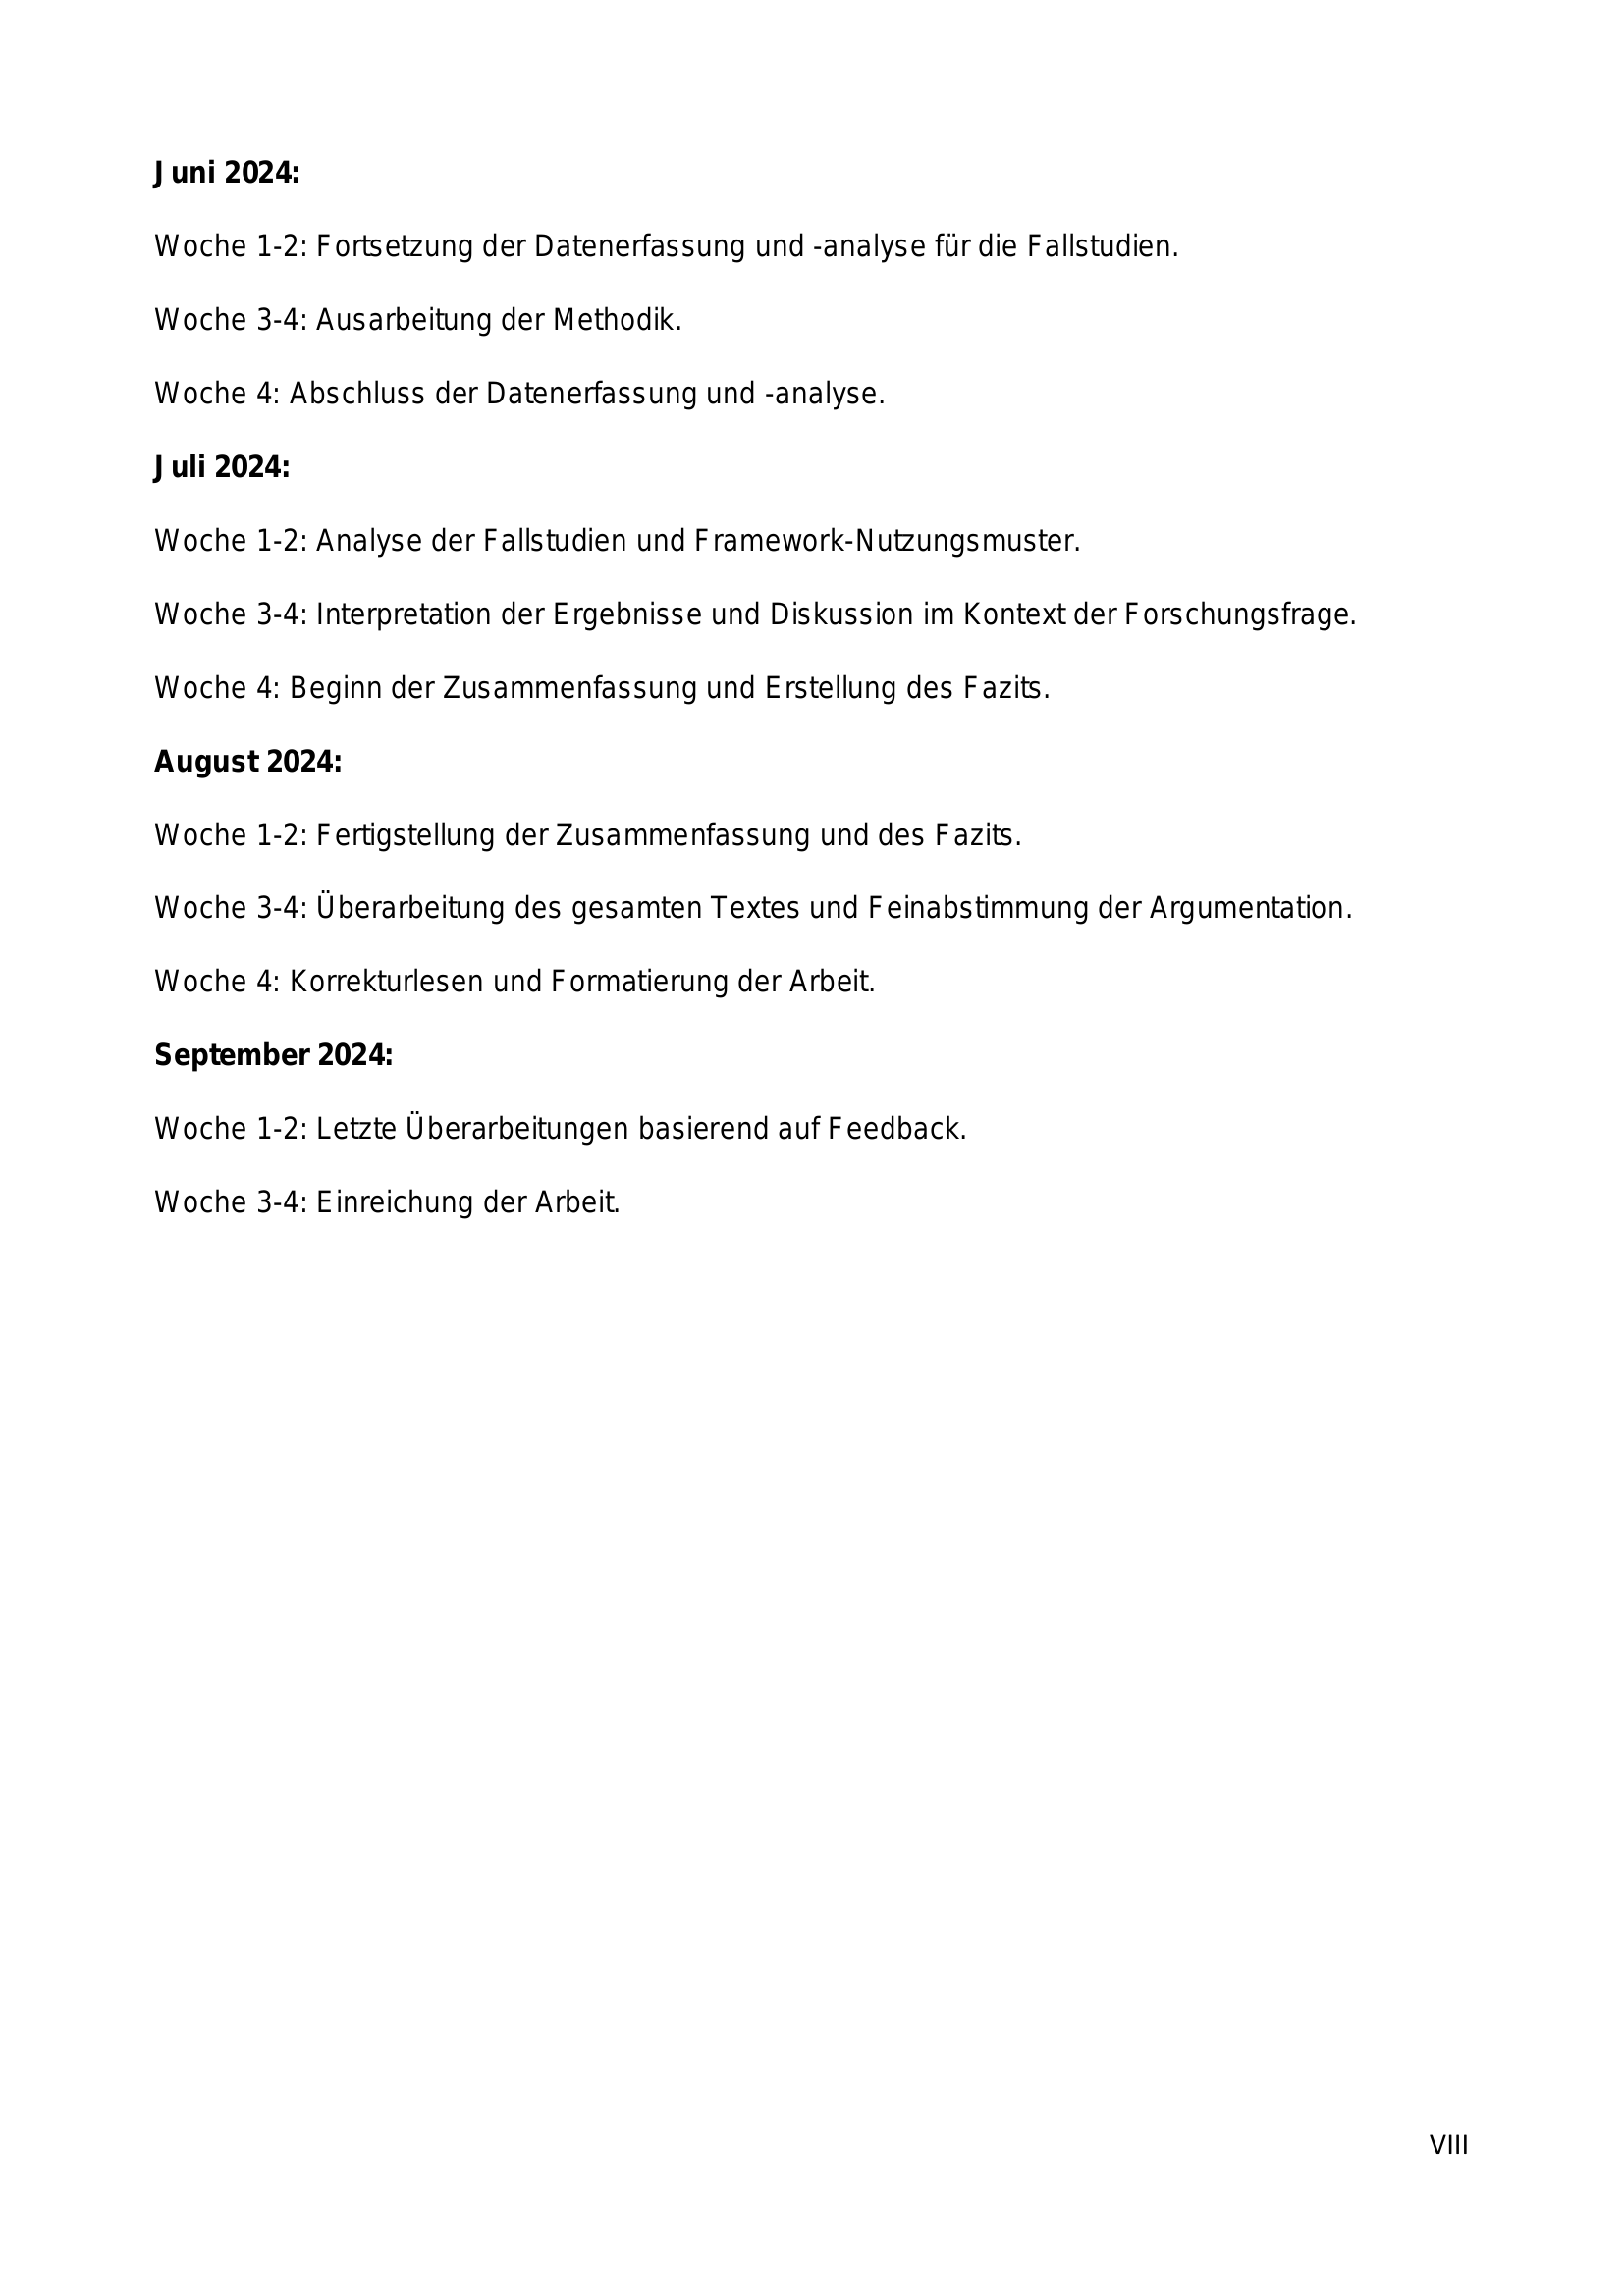 Juni 2024:
Woche 1-2: Fortsetzung der Datenerfassung und -analyse für die Fallstudien.
Woche 3-4: Ausarbeitung der Methodik.
Woche 4: Abschluss der Datenerfassung und -analyse.
Juli 2024:
Woche 1-2: Analyse der Fallstudien und Framework-Nutzungsmuster.
Woche 3-4: Interpretation der Ergebnisse und Diskussion im Kontext der Forschungsfrage.
Woche 4: Beginn der Zusammenfassung und Erstellung des Fazits.
August 2024:
Woche 1-2: Fertigstellung der Zusammenfassung und des Fazits.
Woche 3-4: Überarbeitung des gesamten Textes und Feinabstimmung der Argumentation.
Woche 4: Korrekturlesen und Formatierung der Arbeit.
September 2024:
Woche 1-2: Letzte Überarbeitungen basierend auf Feedback.
Woche 3-4: Einreichung der Arbeit.
VIII